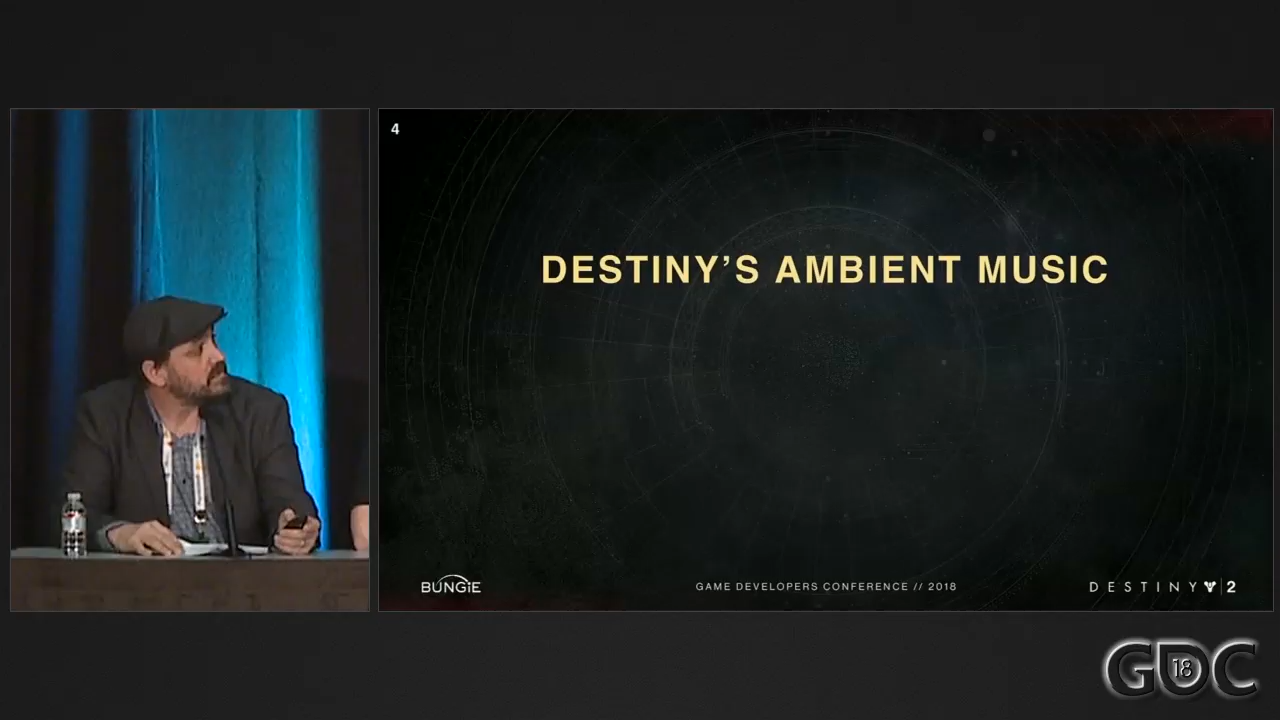 4
DESTINY’S AMBIENT MUSIC
BUNGiE
GAME DEVELOPERS CONFERENCE // 2018
DESTINY 2
GDC
18